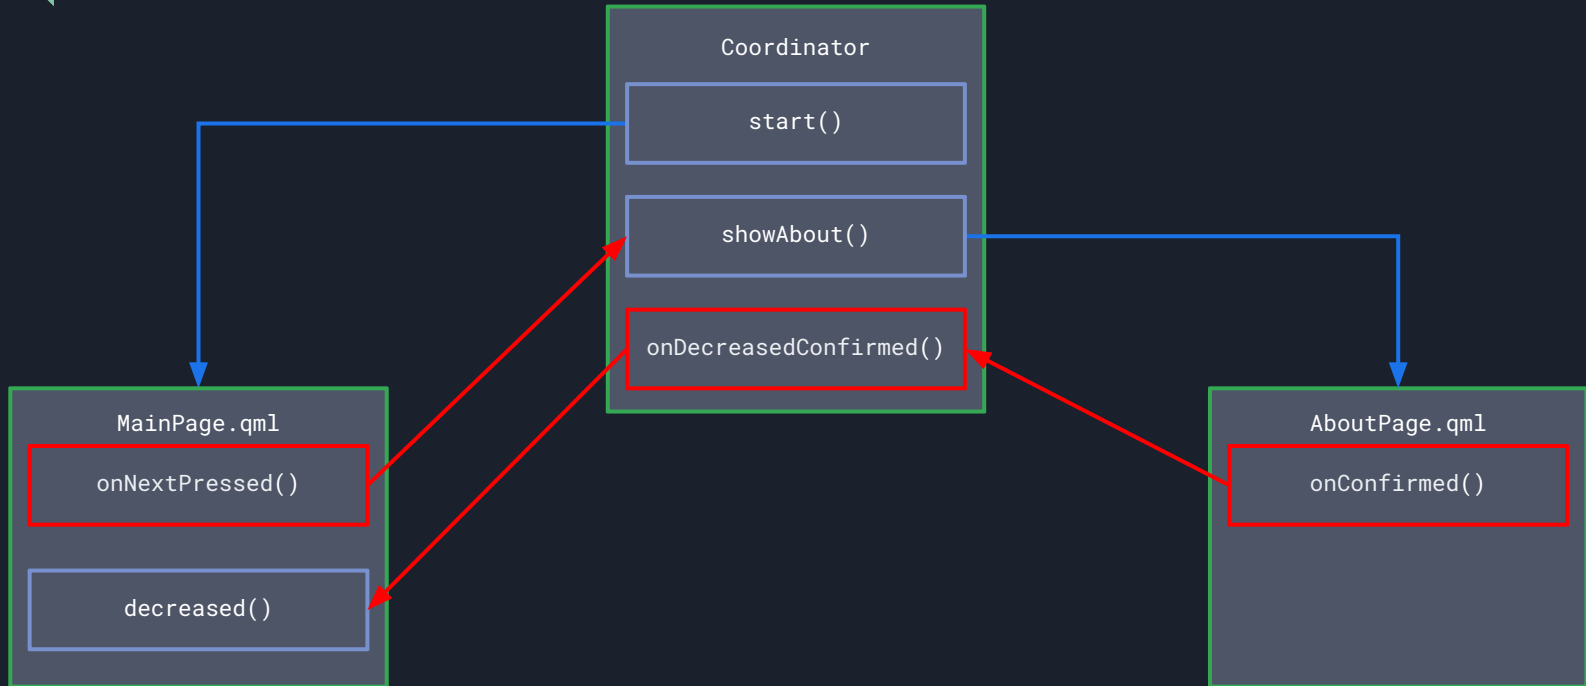 Coordinator
start()
showAbout()
onDecreasedConfirmed()
MainPage.qml
onNextPressed()
decreased()
AboutPage.qml
onConfirmed()